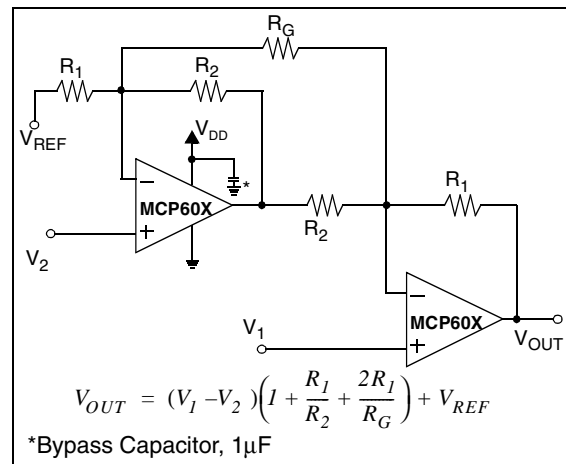 R_G
R_1
R_2
V_REF
V_DD
*
−
MCP60X
+
V_2
R_2
R_1
−
MCP60X
+
V_1
V_OUT
V_OUT = (V_1 – V_2)(1 + R_1/R_2 + 2R_1/R_G) + V_REF
*Bypass Capacitor, 1µF